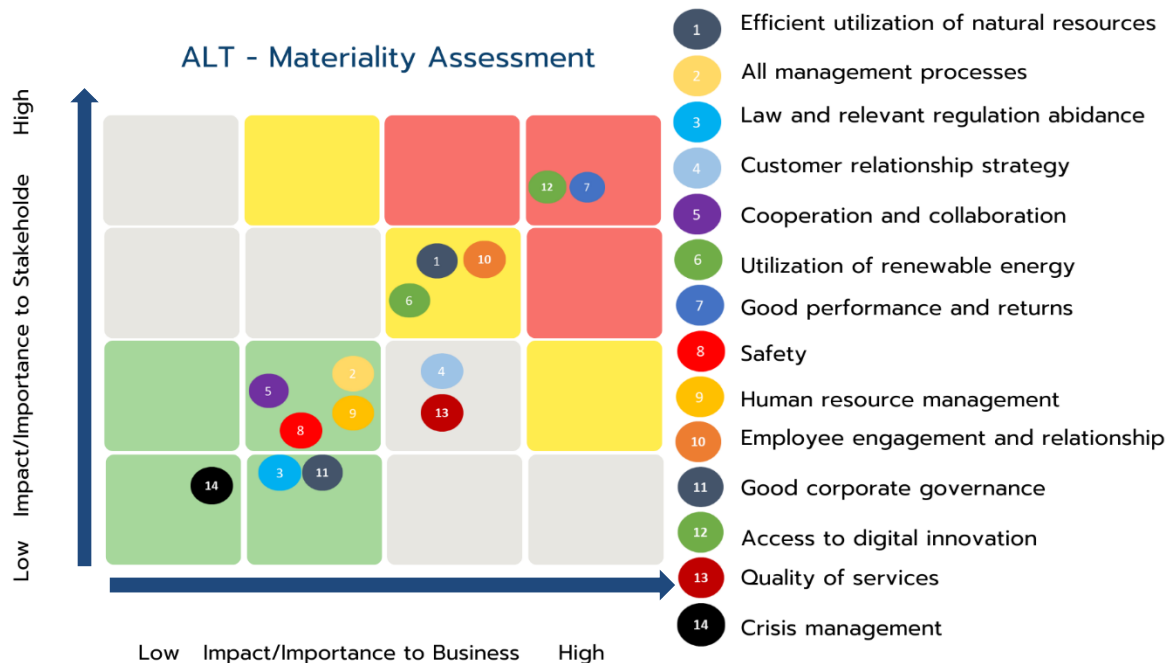 ALT - Materiality Assessment
High
Impact/Importance to Stakeholde
Low
12
7
1
10
6
2
4
5
9
13
8
3
11
14
Low
Impact/Importance to Business
High
1 Efficient utilization of natural resources
2 All management processes
3 Law and relevant regulation abidance
4 Customer relationship strategy
5 Cooperation and collaboration
6 Utilization of renewable energy
7 Good performance and returns
8 Safety
9 Human resource management
10 Employee engagement and relationship
11 Good corporate governance
12 Access to digital innovation
13 Quality of services
14 Crisis management